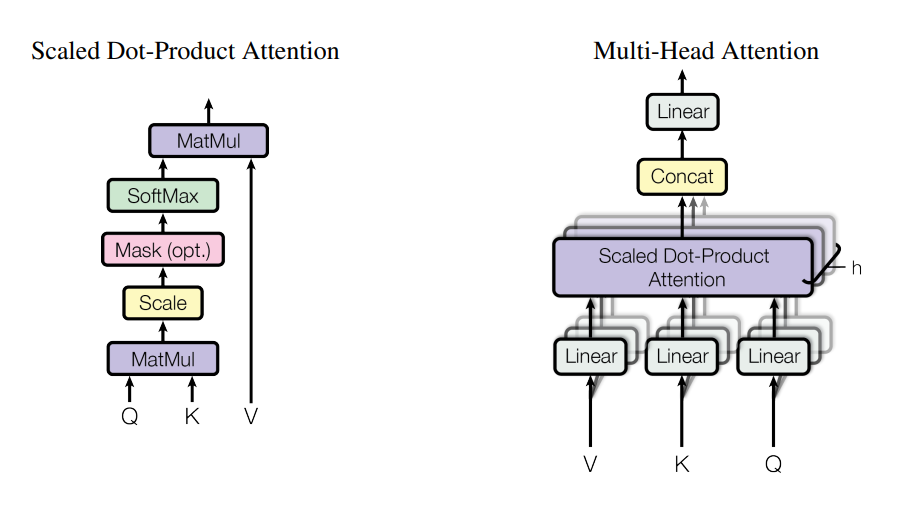 Scaled Dot-Product Attention
MatMul
SoftMax
Mask (opt.)
Scale
MatMul
Q K V
Multi-Head Attention
Linear
Concat
Scaled Dot-Product
Attention
h
Linear Linear Linear
V K Q